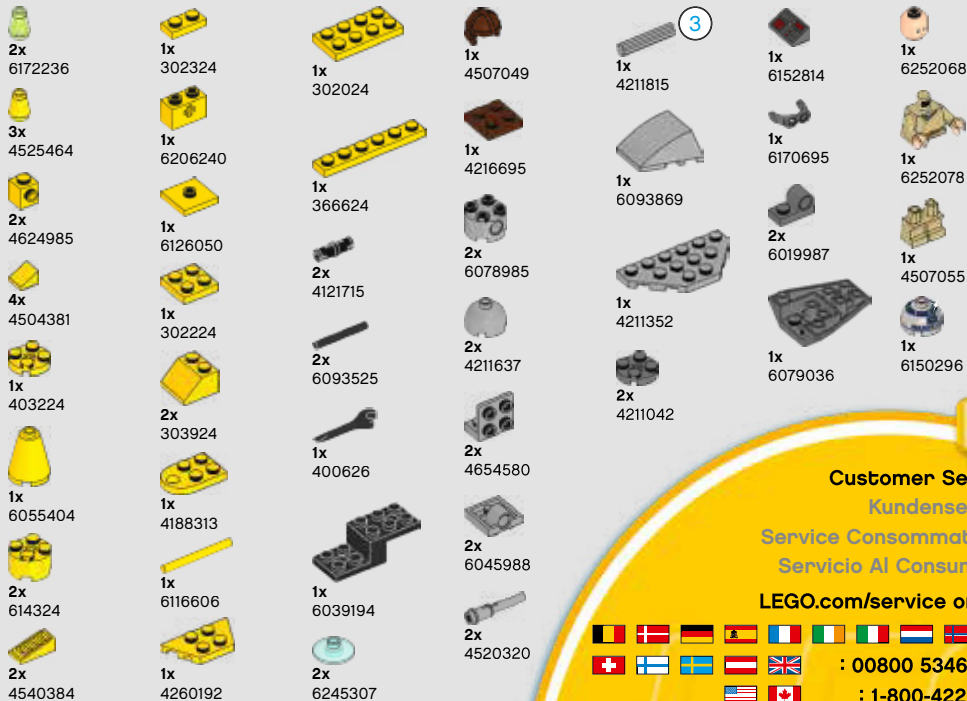 2x
6172236
3x
4525464
2x
4624985
4x
4504381
1x
403224
1x
6055404
2x
614324
2x
4540384
1x
302324
1x
6206240
1x
6126050
1x
302224
2x
303924
1x
4188313
1x
6116606
1x
4260192
1x
302024
1x
366624
2x
4121715
2x
6093525
1x
400626
1x
6039194
2x
6245307
1x
4507049
1x
4216695
2x
6078985
2x
4211637
2x
4654580
2x
6045988
2x
4520320
3
1x
4211815
1x
6093869
1x
4211352
2x
4211042
1x
6152814
1x
6170695
2x
6019987
1x
6079036
1x
6252068
1x
6252078
1x
4507055
1x
6150296
Customer Se
Kundense
Service Consommat
Servicio Al Consur
LEGO.com/service o
: 00800 5346
: 1-800-422